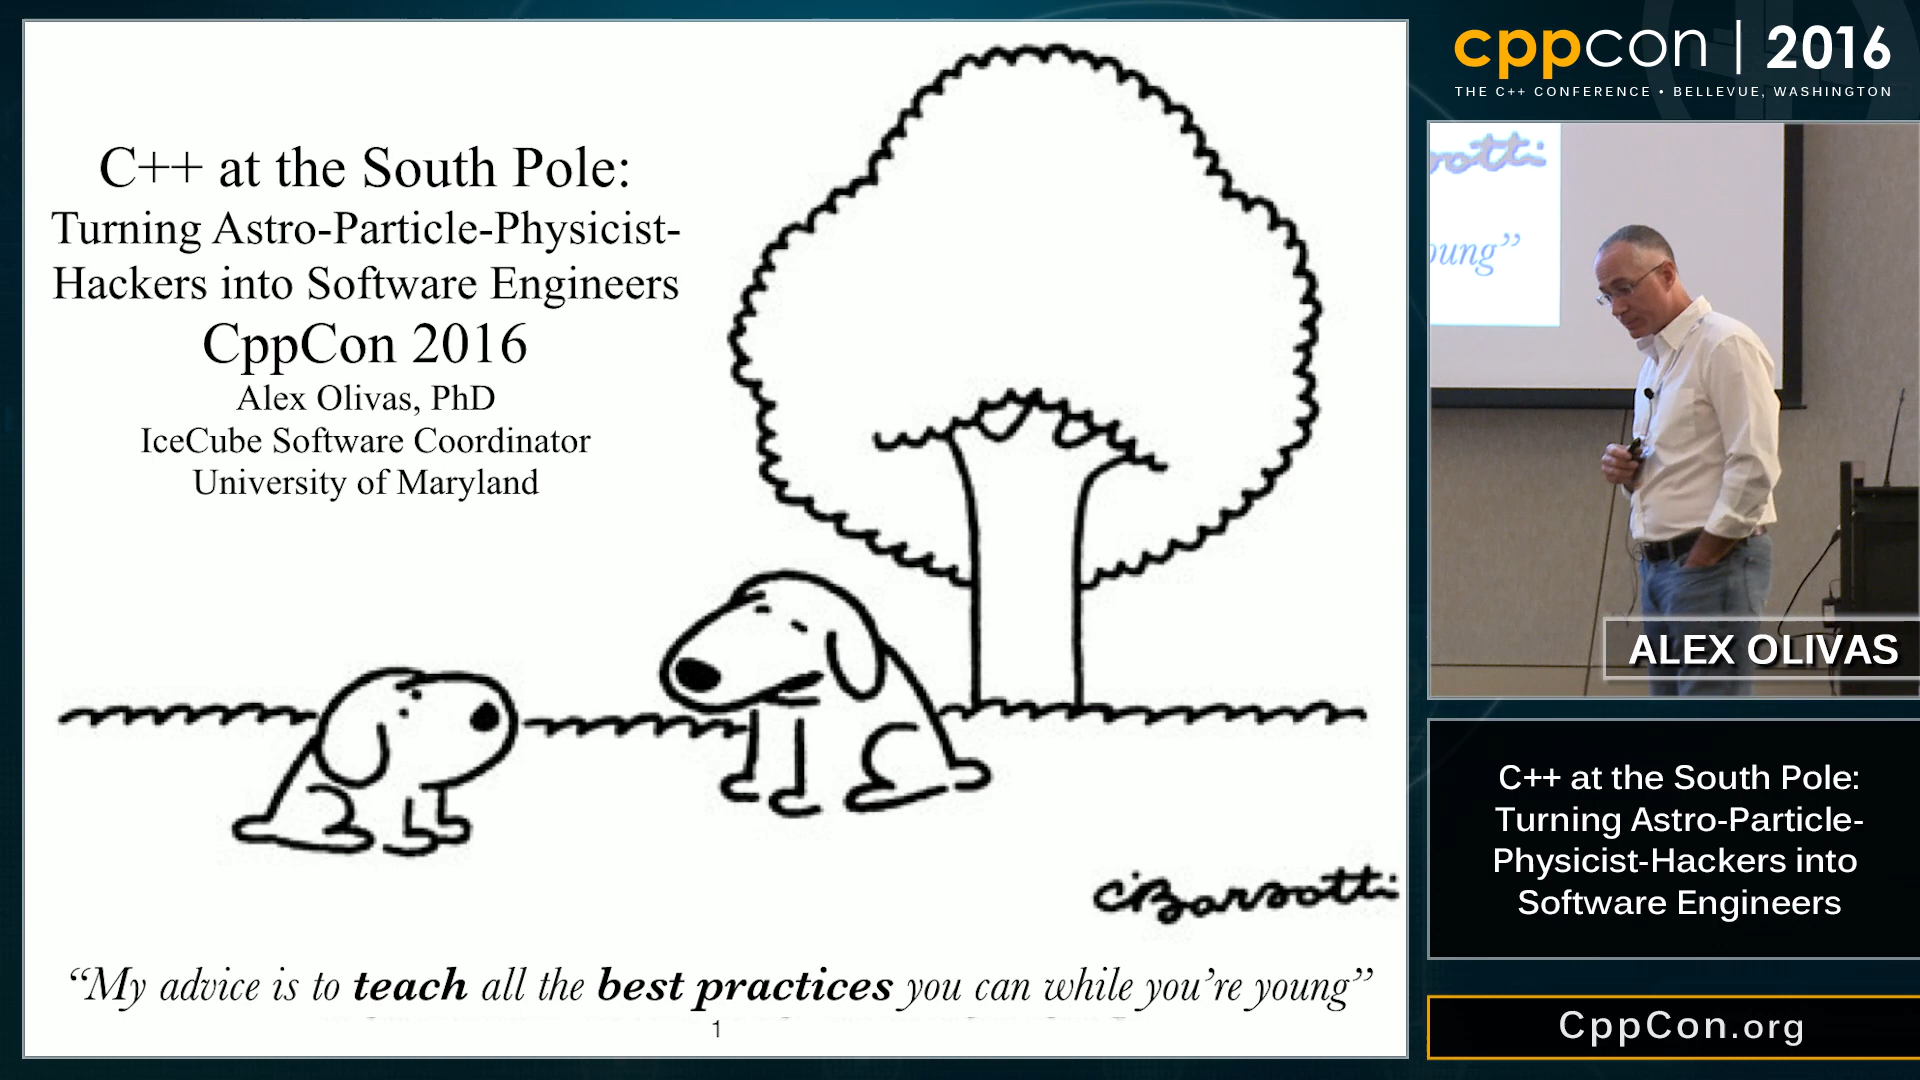 C++ at the South Pole:
Turning Astro-Particle-Physicist-
Hackers into Software Engineers
CppCon 2016
Alex Olivas, PhD
IceCube Software Coordinator
University of Maryland
C.Barsotti
“My advice is to teach all the best practices you can while you’re young”
1
cppcon | 2016
THE C++ CONFERENCE • BELLEVUE, WASHINGTON
sotti
oung”
ALEX OLIVAS
C++ at the South Pole:
Turning Astro-Particle-
Physicist-Hackers into
Software Engineers
CppCon.org